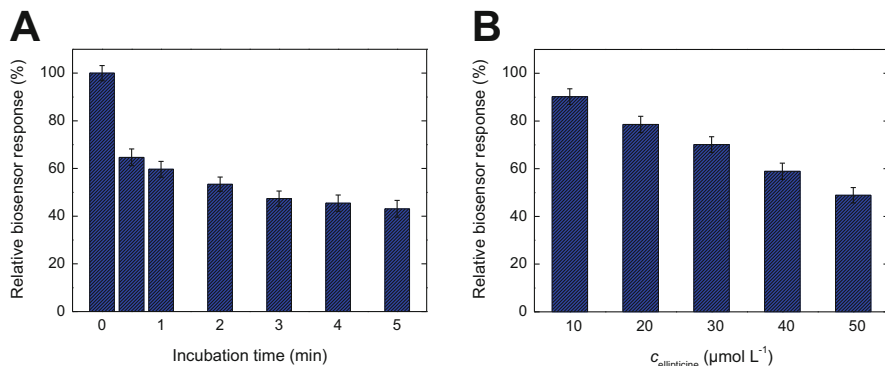 A
Relative biosensor response (%)
100
80
60
40
20
0
0 1 2 3 4 5
Incubation time (min)
B
Relative biosensor response (%)
100
80
60
40
20
0
10 20 30 40 50
c_ellipticine (µmol L⁻¹)